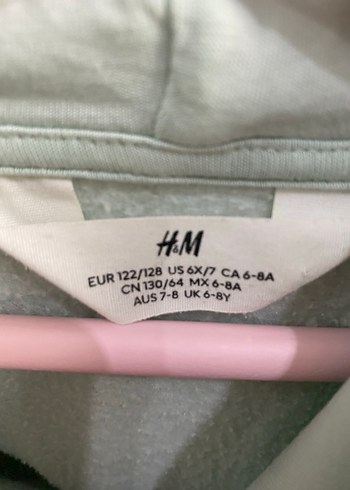 H&M
EUR 122/128 US 6X/7 CA 6-8A
CN 130/64 MX 6-8A
AUS 7-8 UK 6-8Y